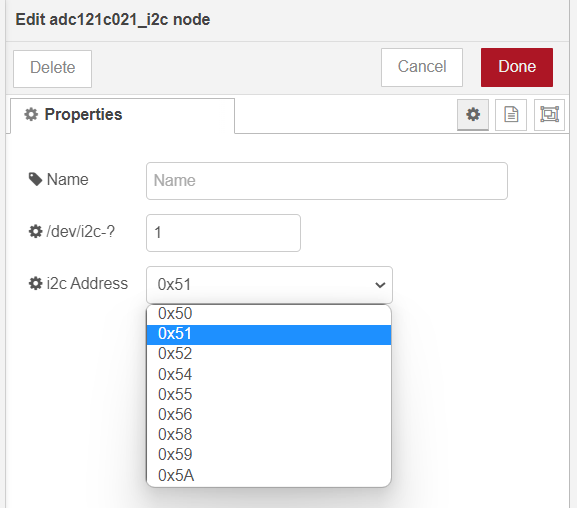 Edit adc121c021_i2c node
Delete
Cancel
Done
Properties
Name
Name
/dev/i2c-?
1
i2c Address
0x51
0x50
0x51
0x52
0x54
0x55
0x56
0x58
0x59
0x5A